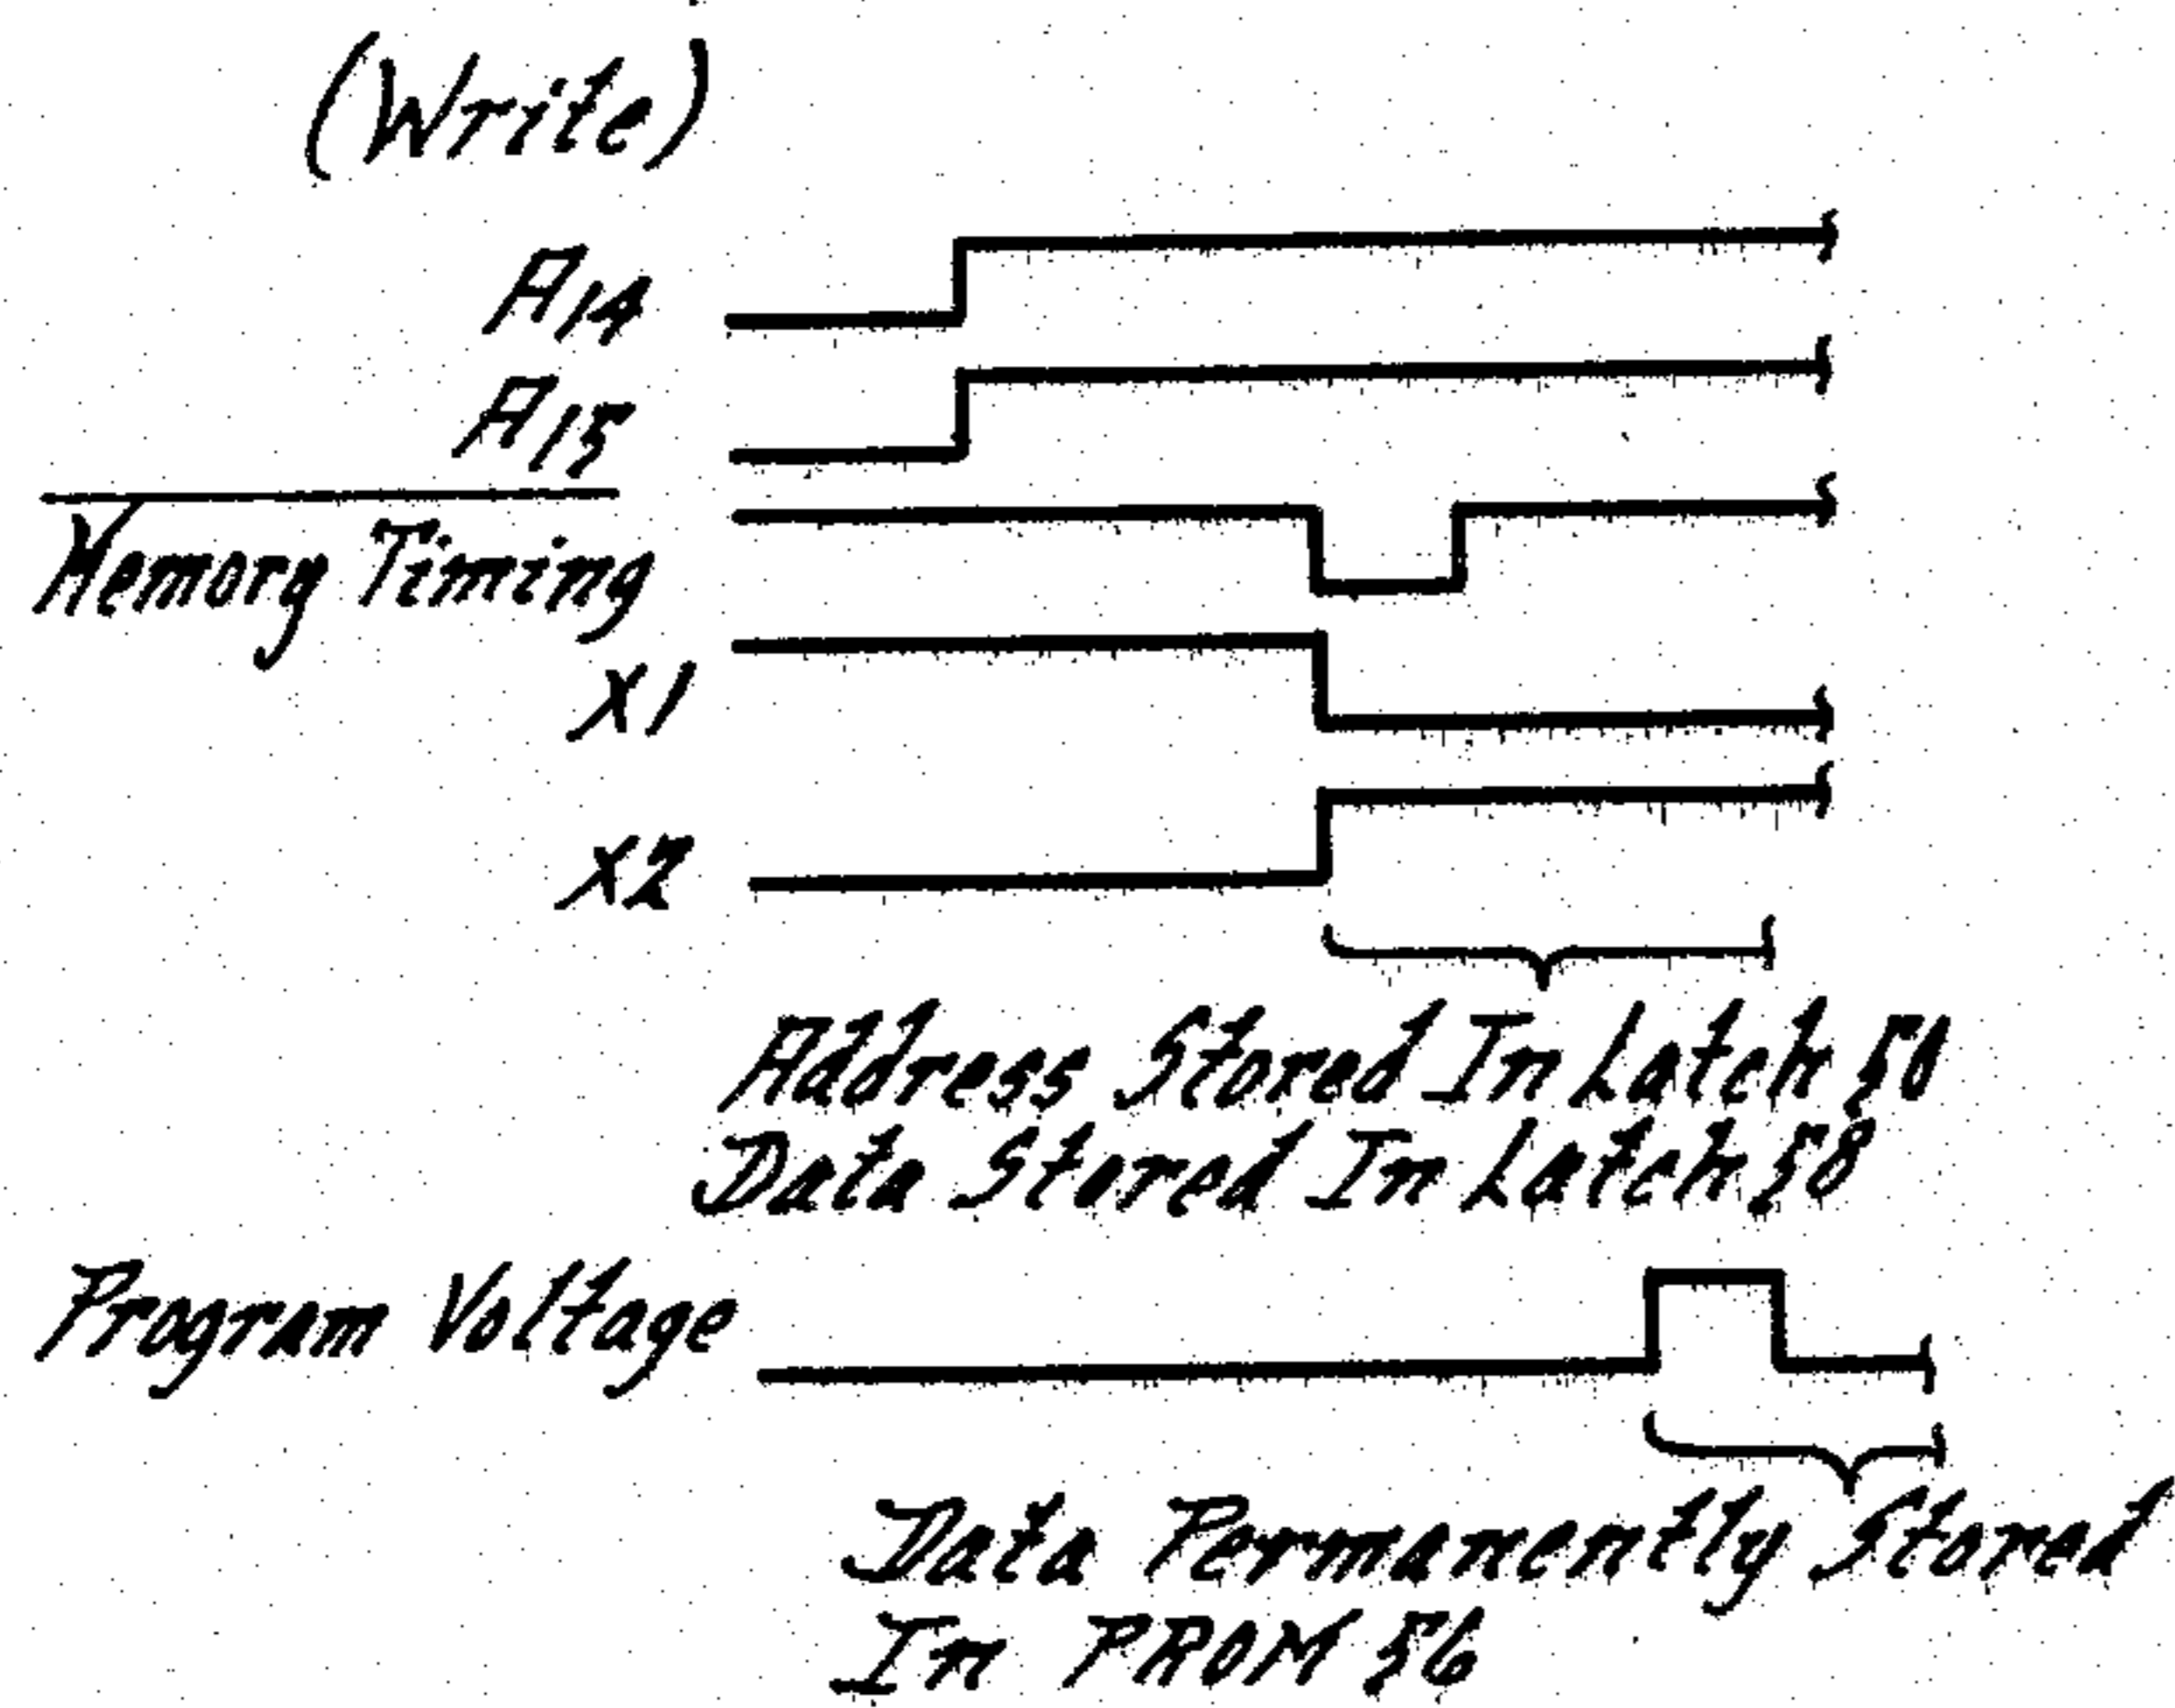 (Write)
A14
A15
Memory Timing
X1
X2
Address Stored In Latch 50
Data Stored In Latch 58
Program Voltage
Data Permanently Stored
In PROM 56